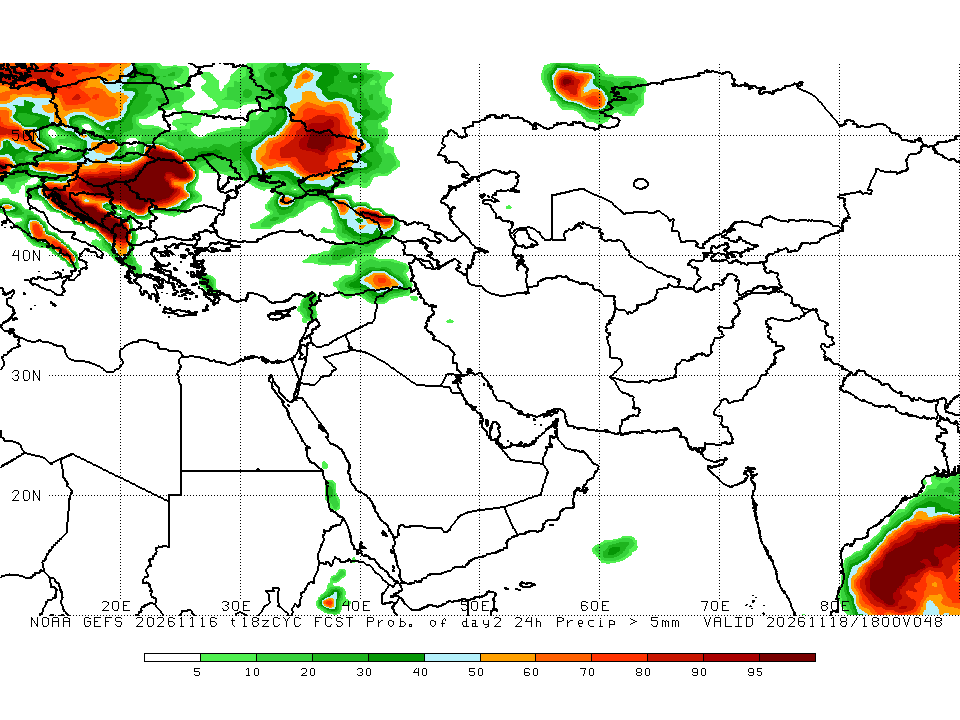 50N
40N
30N
20N
20E 30E 40E 50E 60E 70E 80E
NOAA GEFS 20261116 t18zCYC FCST Prob. of day2 24h Precip > 5mm VALID 20261118/1800V048
5 10 20 30 40 50 60 70 80 90 95